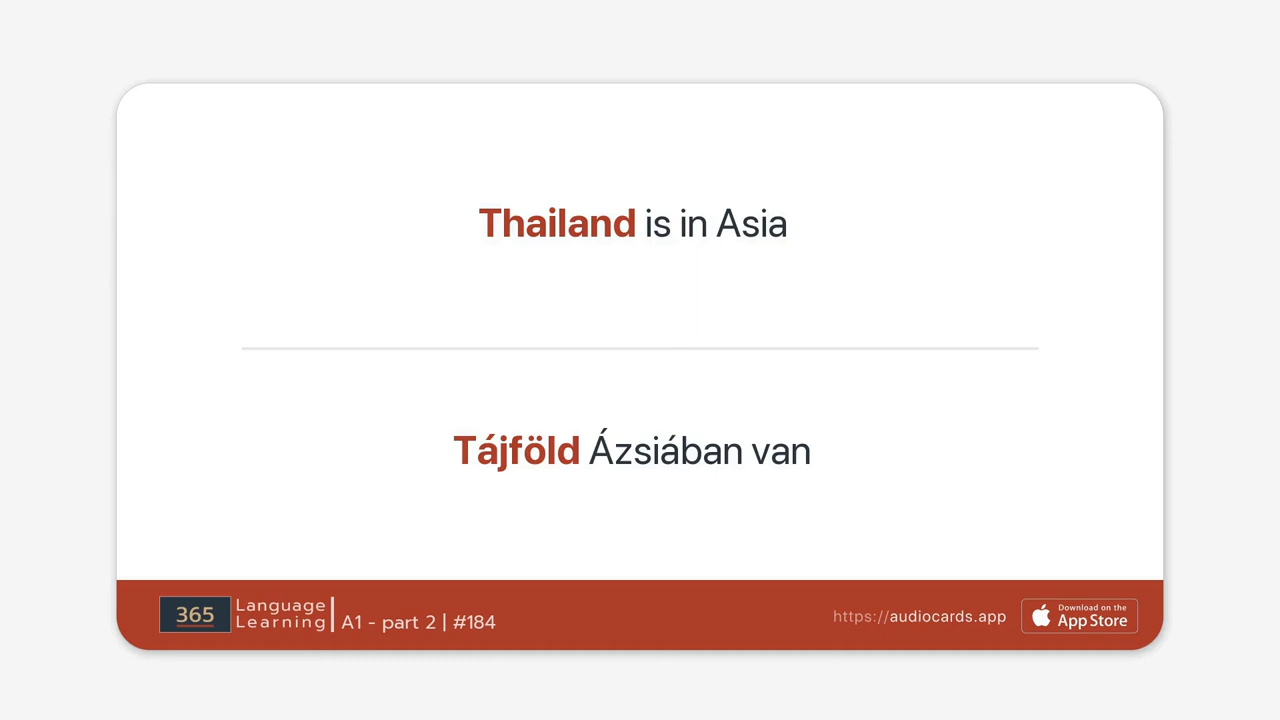 Thailand is in Asia
Tájföld Ázsiában van
365
Language
Learning
A1 - part 2 | #184
https://audiocards.app
Download on the
App Store